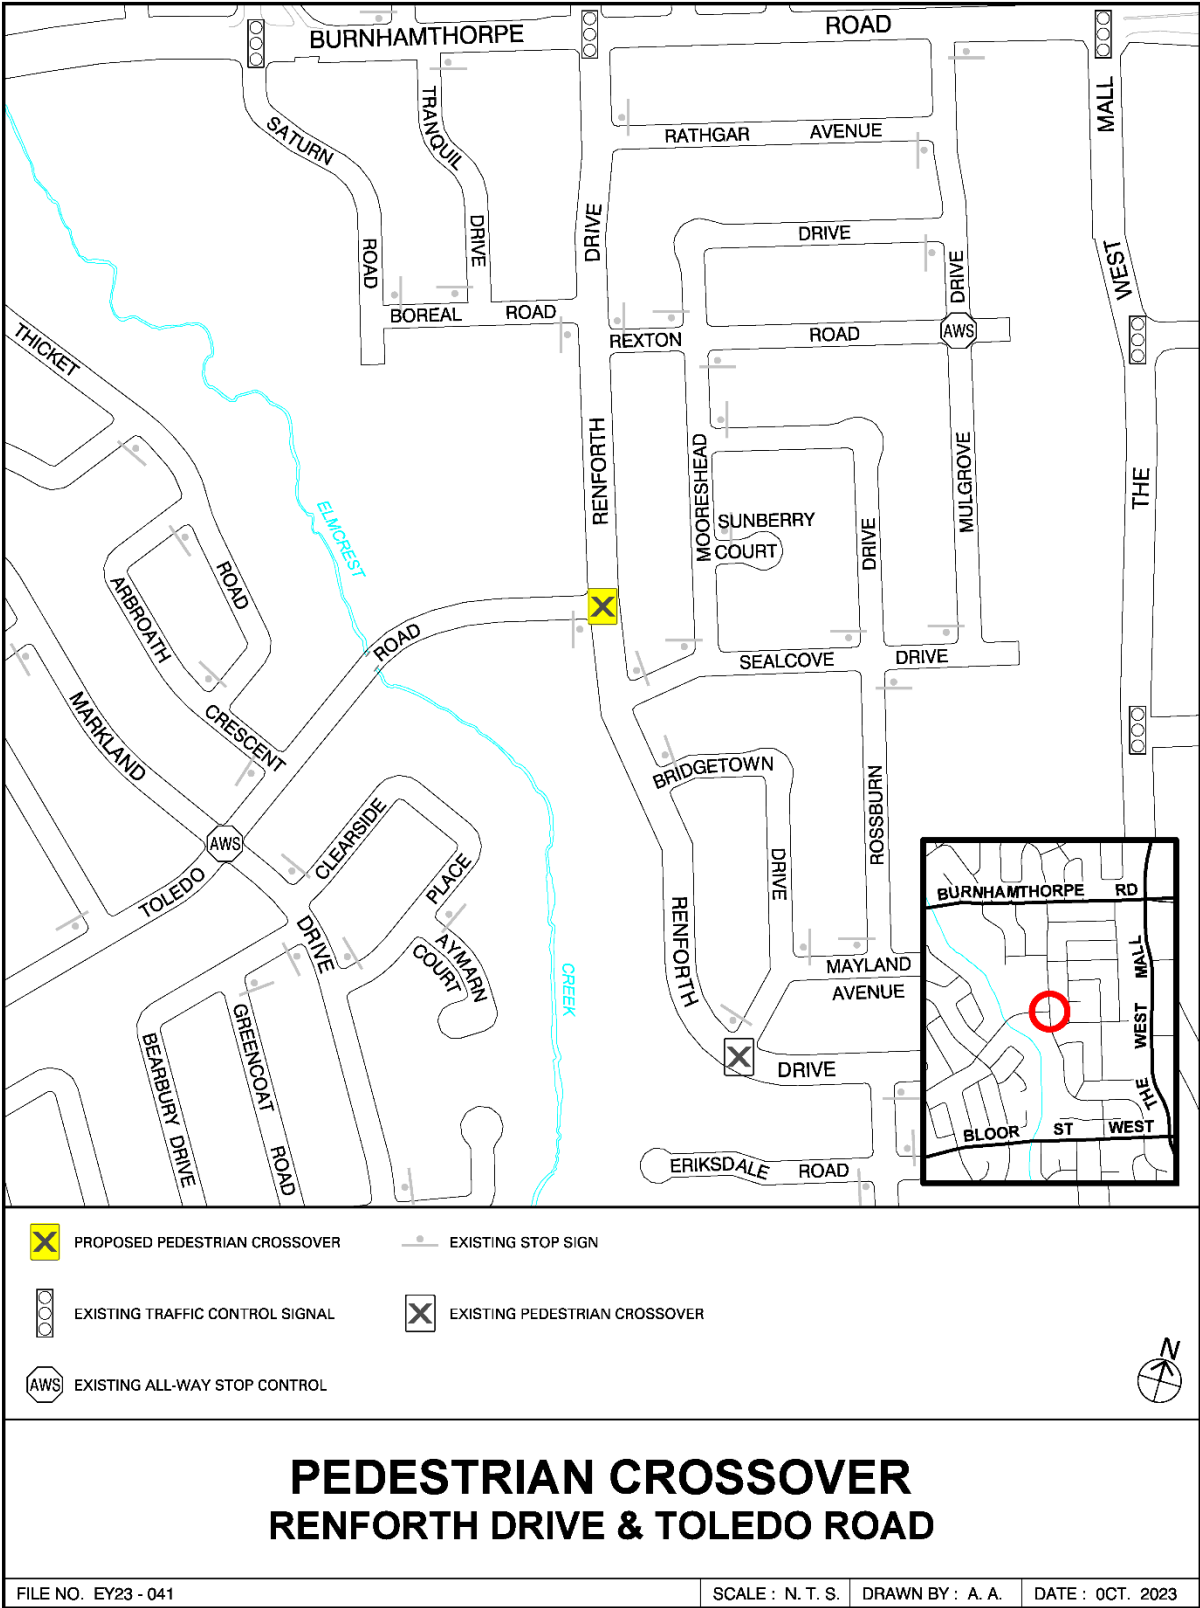 BURNHAMTHORPE
ROAD
SATURN
ROAD
TRANQUIL
DRIVE
BOREAL ROAD
DRIVE
RATHGAR AVENUE
DRIVE
DRIVE
MALL
WEST
THE
REXTON ROAD
AWS
THICKET
ROAD
ELMCREST
CREEK
RENFORTH
MOORESHEAD
SUNBERRY
COURT
DRIVE
MULGROVE
ARBROATH
CRESCENT
ROAD
SEALCOVE DRIVE
MARKLAND
DRIVE
AWS
TOLEDO
CLEARSIDE
PLACE
BRIDGETOWN
DRIVE
ROSSBURN
AYMARN
COURT
RENFORTH
DRIVE
MAYLAND
AVENUE
BEARBURY DRIVE
GREENCOAT
ROAD
ERIKSDALE ROAD
BURNHAMTHORPE RD
MALL
WEST
THE
BLOOR ST WEST
PROPOSED PEDESTRIAN CROSSOVER
EXISTING STOP SIGN
EXISTING TRAFFIC CONTROL SIGNAL
EXISTING PEDESTRIAN CROSSOVER
AWS EXISTING ALL-WAY STOP CONTROL
N
PEDESTRIAN CROSSOVER
RENFORTH DRIVE & TOLEDO ROAD
FILE NO. EY23 - 041
SCALE : N. T. S.
DRAWN BY : A. A.
DATE : OCT. 2023